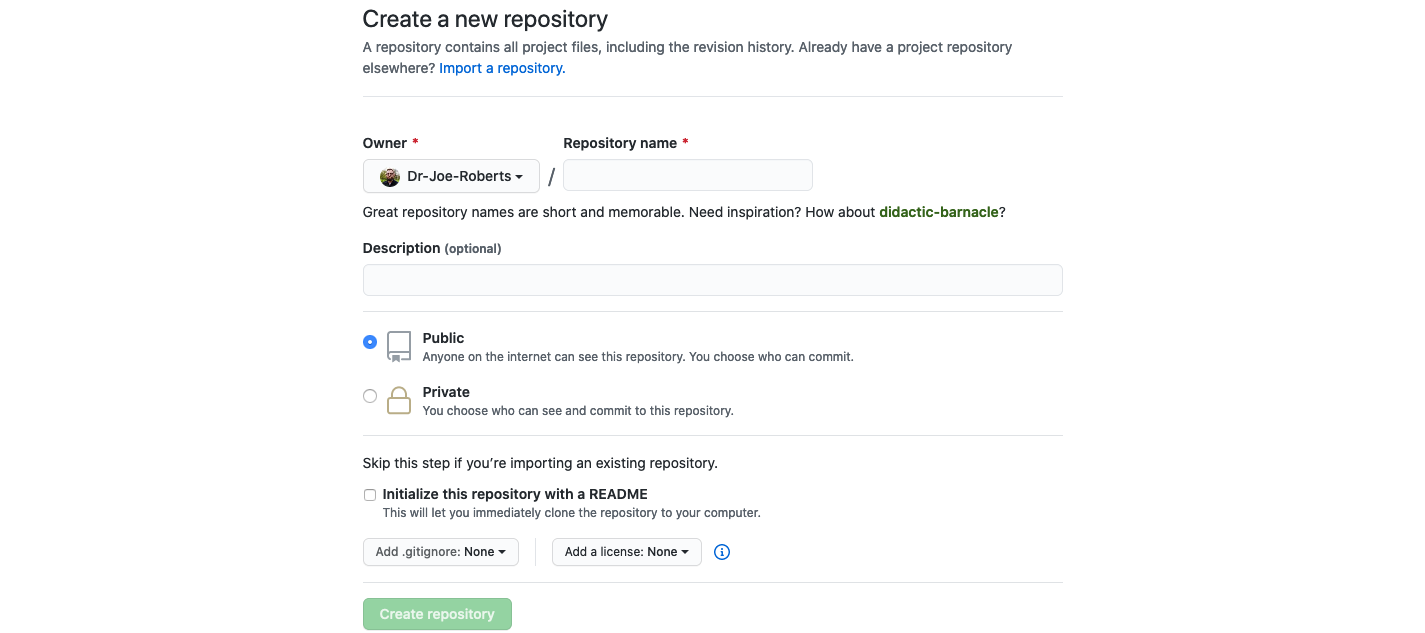 Create a new repository
A repository contains all project files, including the revision history. Already have a project repository
elsewhere? Import a repository.
Owner * Repository name *
Dr-Joe-Roberts /
Great repository names are short and memorable. Need inspiration? How about didactic-barnacle?
Description (optional)
Public
Anyone on the internet can see this repository. You choose who can commit.
Private
You choose who can see and commit to this repository.
Skip this step if you’re importing an existing repository.
Initialize this repository with a README
This will let you immediately clone the repository to your computer.
Add .gitignore: None Add a license: None
Create repository